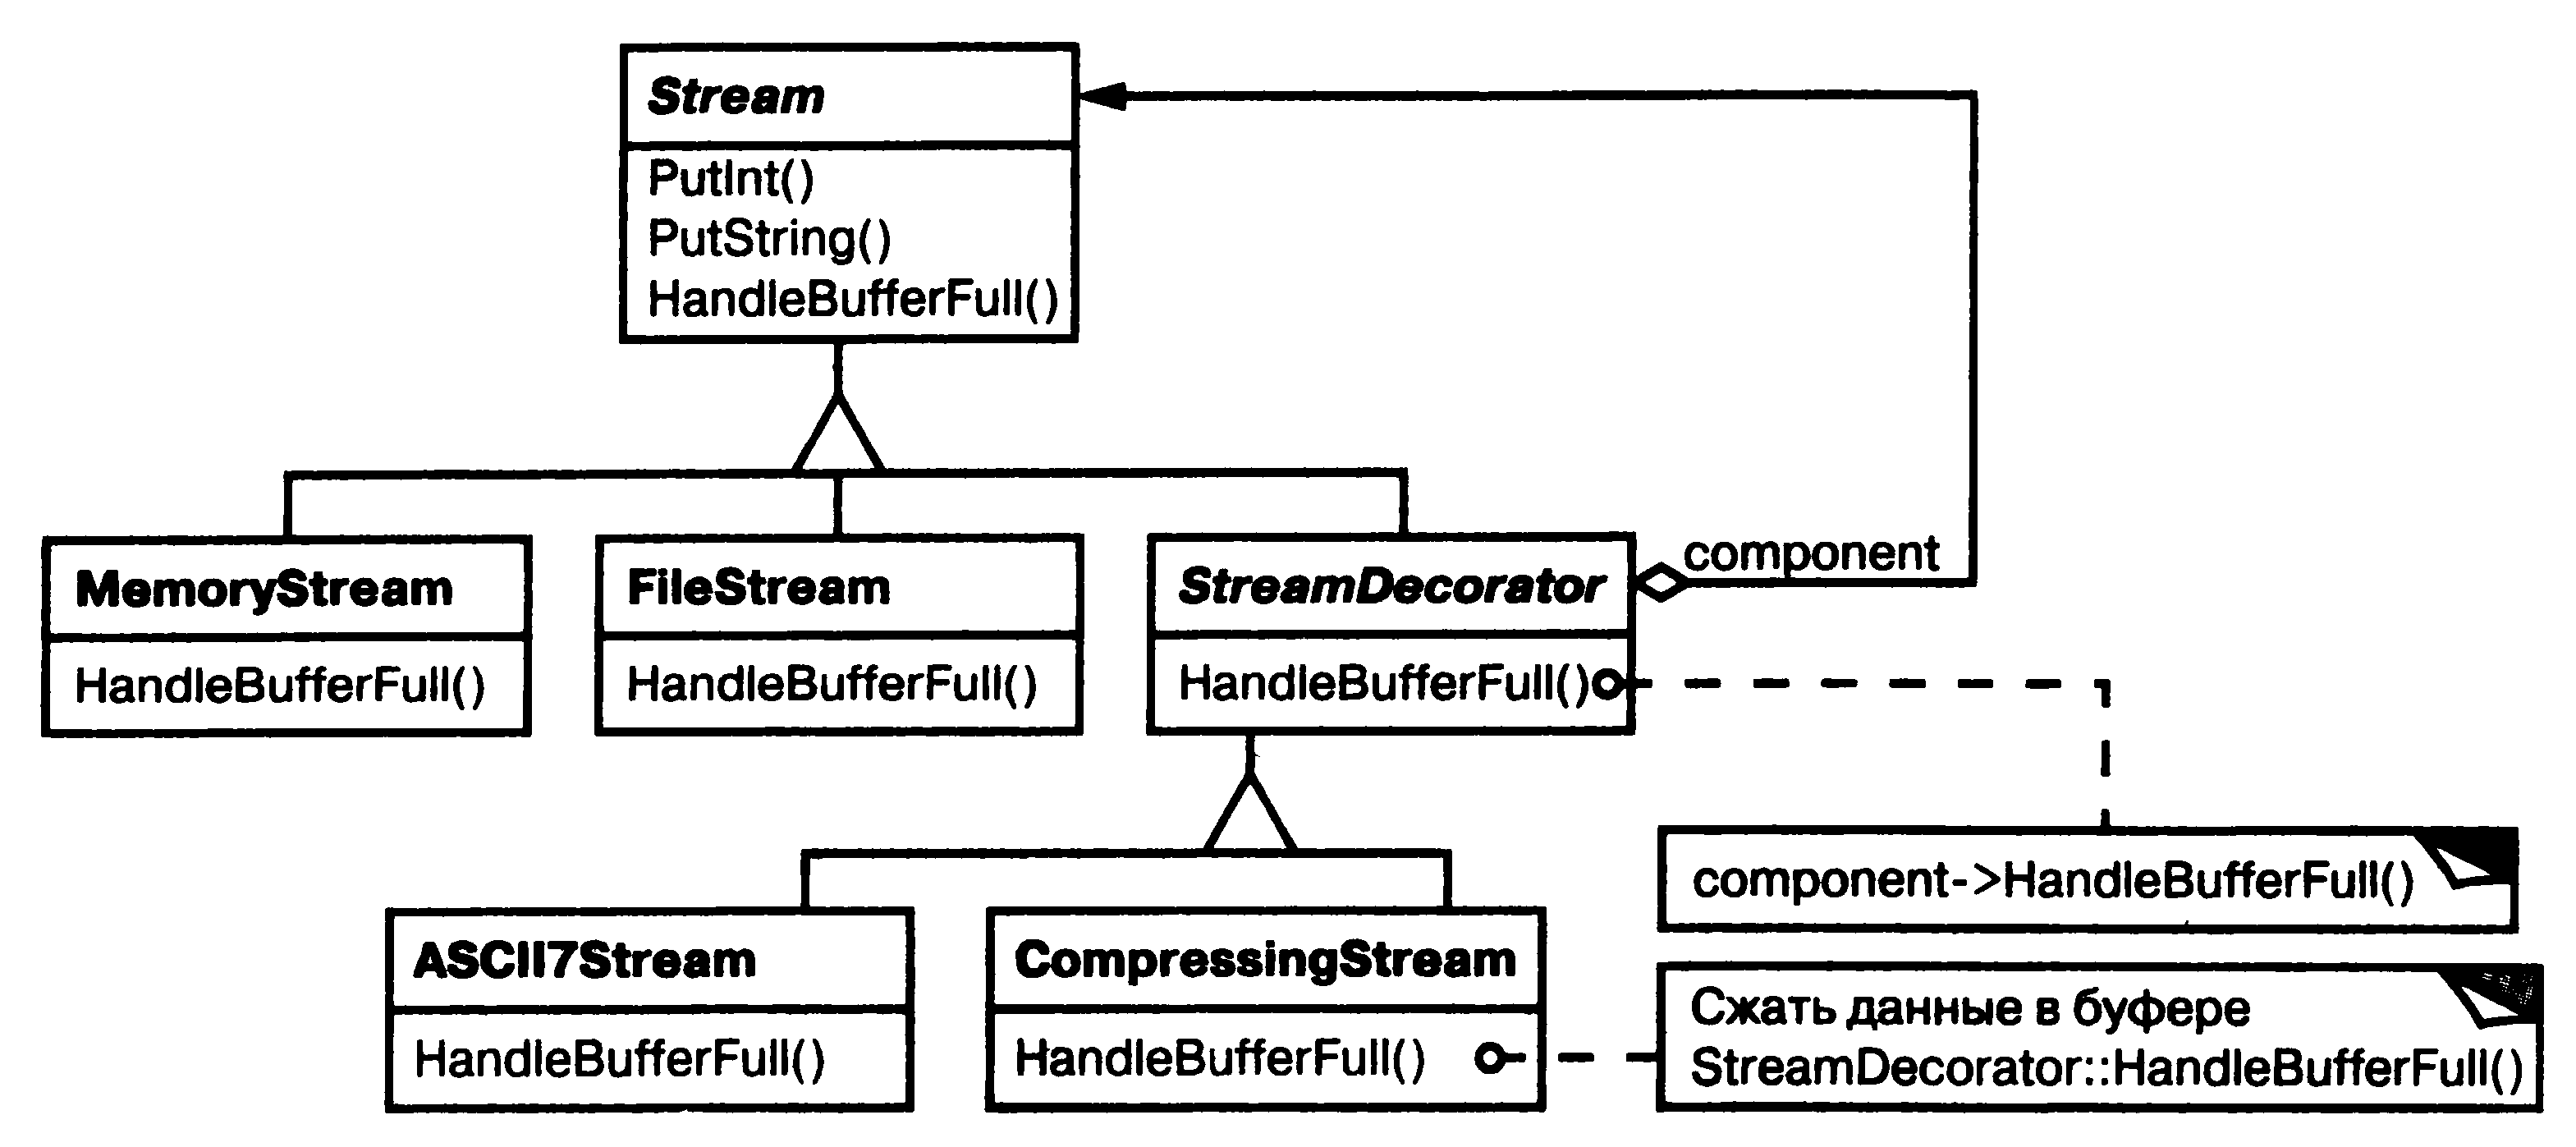 Stream
PutInt()
PutString()
HandleBufferFull()
MemoryStream
HandleBufferFull()
FileStream
HandleBufferFull()
StreamDecorator
HandleBufferFull()
component
ASCII7Stream
HandleBufferFull()
CompressingStream
HandleBufferFull()
component->HandleBufferFull()
Сжать данные в буфере
StreamDecorator::HandleBufferFull()